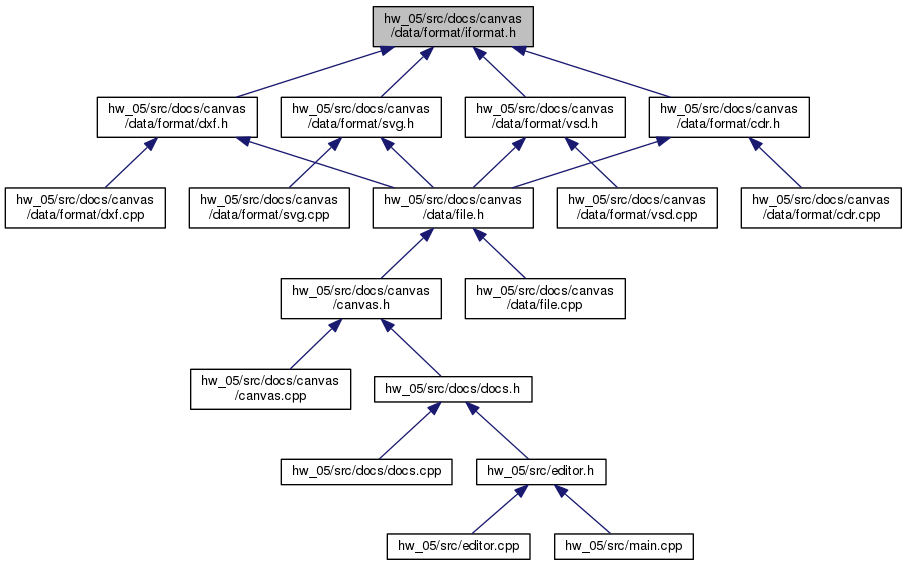 hw_05/src/docs/canvas
/data/format/iformat.h
hw_05/src/docs/canvas
/data/format/dxf.h
hw_05/src/docs/canvas
/data/format/svg.h
hw_05/src/docs/canvas
/data/format/vsd.h
hw_05/src/docs/canvas
/data/format/cdr.h
hw_05/src/docs/canvas
/data/format/dxf.cpp
hw_05/src/docs/canvas
/data/format/svg.cpp
hw_05/src/docs/canvas
/data/file.h
hw_05/src/docs/canvas
/data/format/vsd.cpp
hw_05/src/docs/canvas
/data/format/cdr.cpp
hw_05/src/docs/canvas
/canvas.h
hw_05/src/docs/canvas
/data/file.cpp
hw_05/src/docs/canvas
/canvas.cpp
hw_05/src/docs/docs.h
hw_05/src/docs/docs.cpp
hw_05/src/editor.h
hw_05/src/editor.cpp
hw_05/src/main.cpp